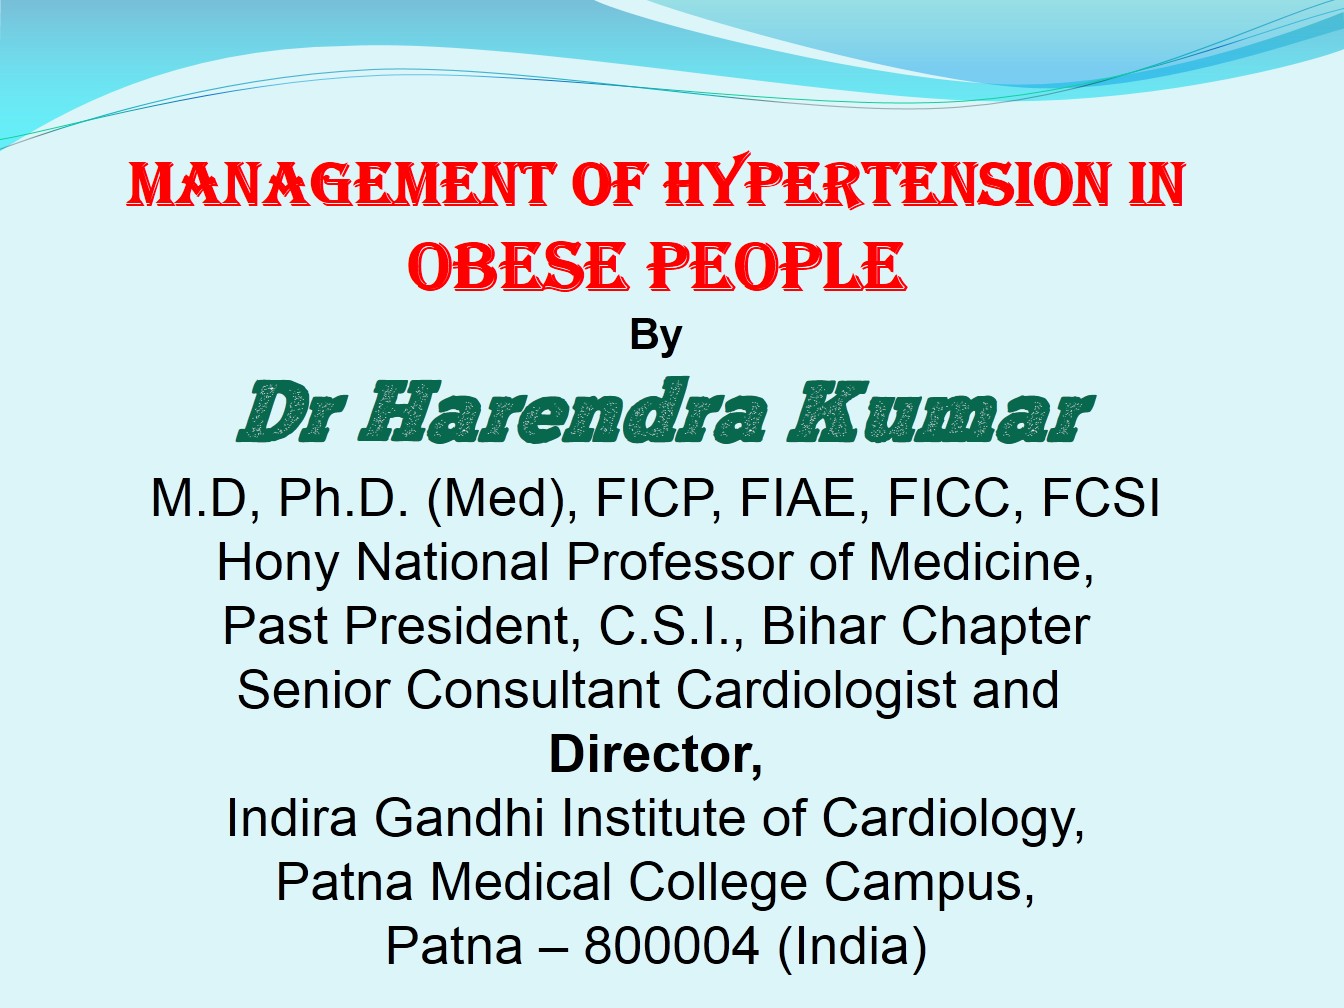 MANAGEMENT OF HYPERTENSION IN
OBESE PEOPLE
By
Dr Harendra Kumar
M.D, Ph.D. (Med), FICP, FIAE, FICC, FCSI
Hony National Professor of Medicine,
Past President, C.S.I., Bihar Chapter
Senior Consultant Cardiologist and
Director,
Indira Gandhi Institute of Cardiology,
Patna Medical College Campus,
Patna – 800004 (India)